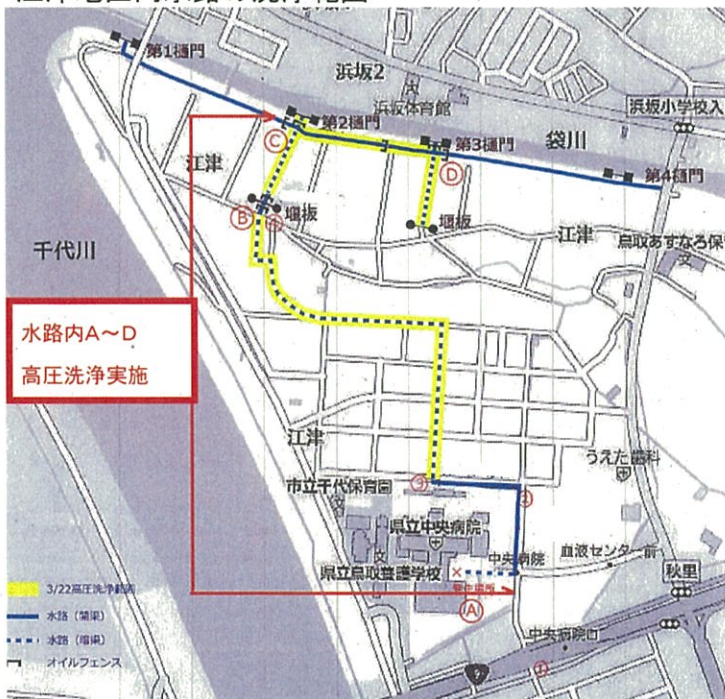 浜坂2
第1樋門
浜坂体育館
浜坂小学校入
第2樋門
袋川
第3樋門
江津
C
D
第4樋門
B
堰板
堰板
江津
鳥取あすなろ保
千代川
水路内A～D
高圧洗浄実施
江津
うえた歯科
市立千代保育園
③
①
県立中央病院
中央病院
血液センター前
県立鳥取養護学校
×
秋里
A
3/22高圧洗浄範囲
水路（開渠）
中央病院口
水路（暗渠）
オイルフェンス
9